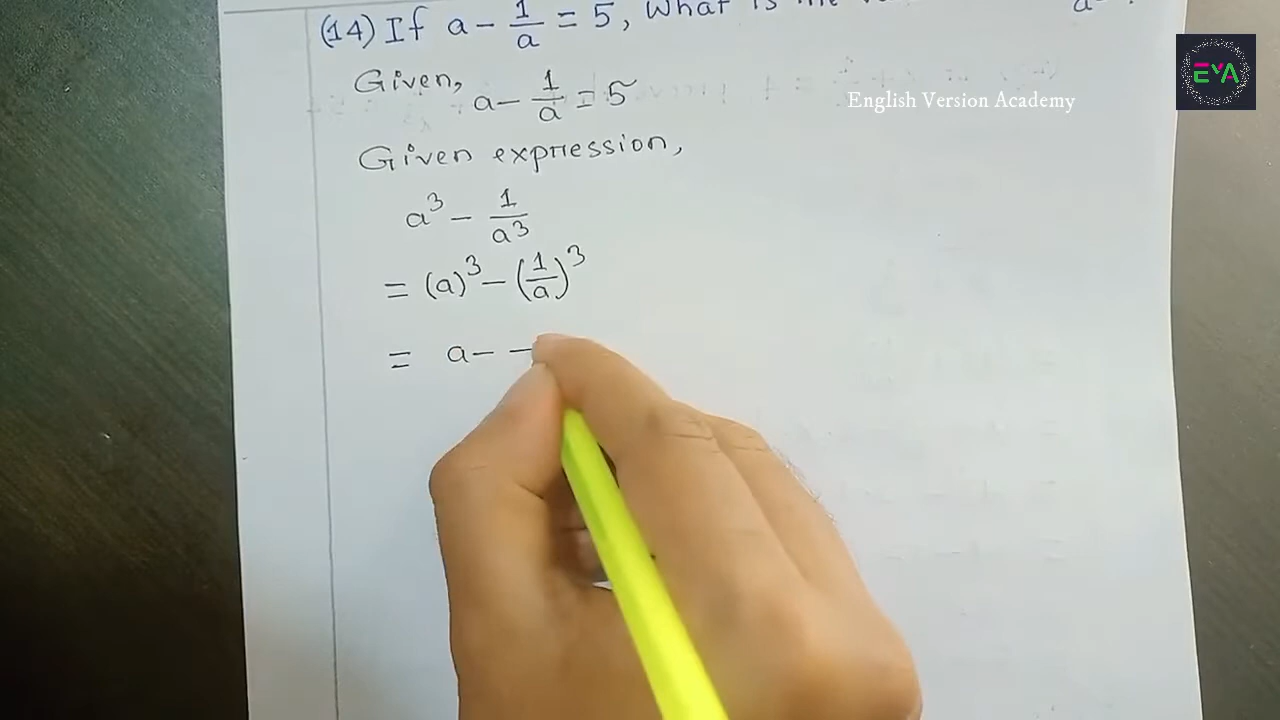 (14) If a - 1/a = 5, What is the
Given, a - 1/a = 5
English Version Academy
EVA
Given expression,
a³ - 1/a³
= (a)³ - (1/a)³
= a - -